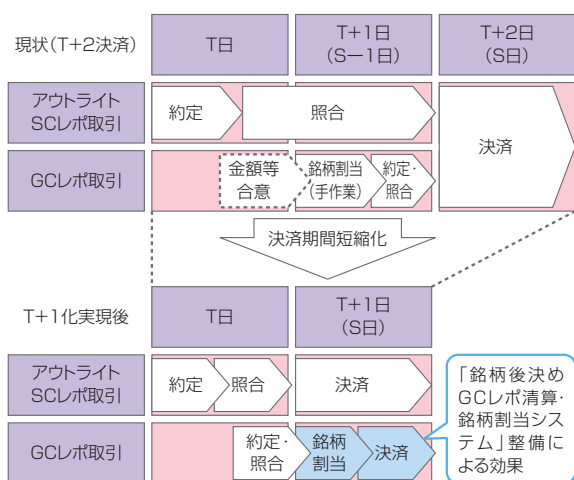 現状(T+2決済)
T日
T+1日
(S－1日)
T+2日
(S日)
アウトライト
SCレポ取引
約定
照合
決済
GCレポ取引
金額等
合意
銘柄割当
(手作業)
約定・
照合
決済期間短縮化
T+1化実現後
T日
T+1日
(S日)
アウトライト
SCレポ取引
約定
照合
決済
GCレポ取引
約定・
照合
銘柄
割当
決済
「銘柄後決め
GCレポ清算・
銘柄割当シス
テム」整備に
よる効果